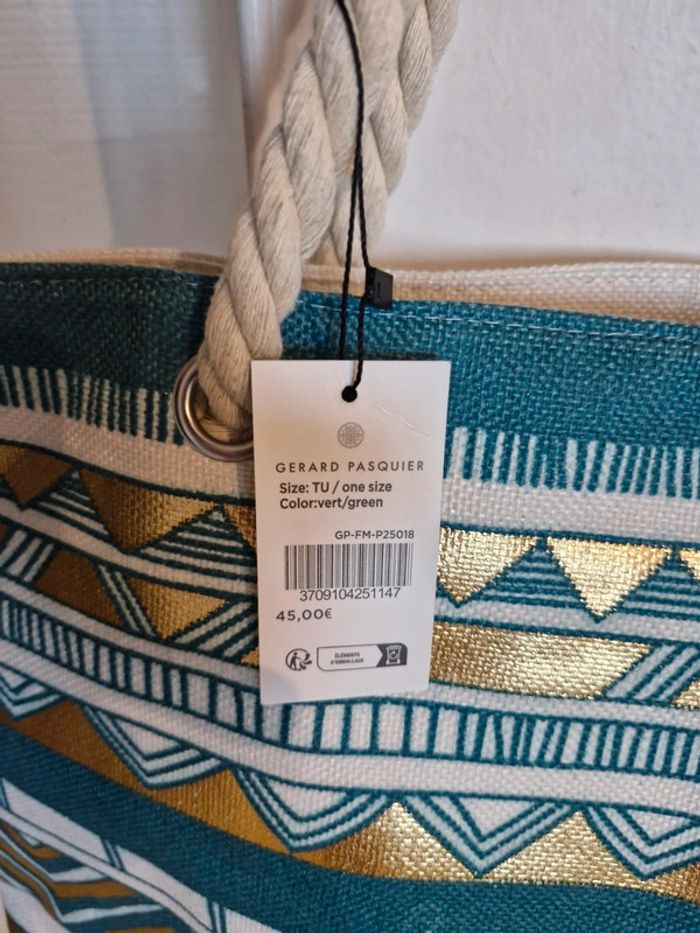 GERARD PASQUIER
Size: TU / one size
Color:vert/green
GP-FM-P25018
3709104251147
45,00€
ÉLÉMENTS
D'EMBALLAGE